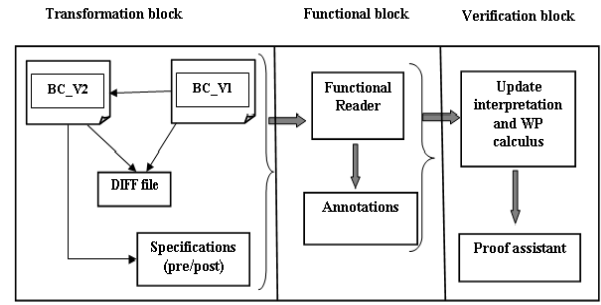 Transformation block
Functional block
Verification block
BC_V2
BC_V1
DIFF file
Specifications
(pre/post)
Functional
Reader
Annotations
Update
interpretation
and WP
calculus
Proof assistant